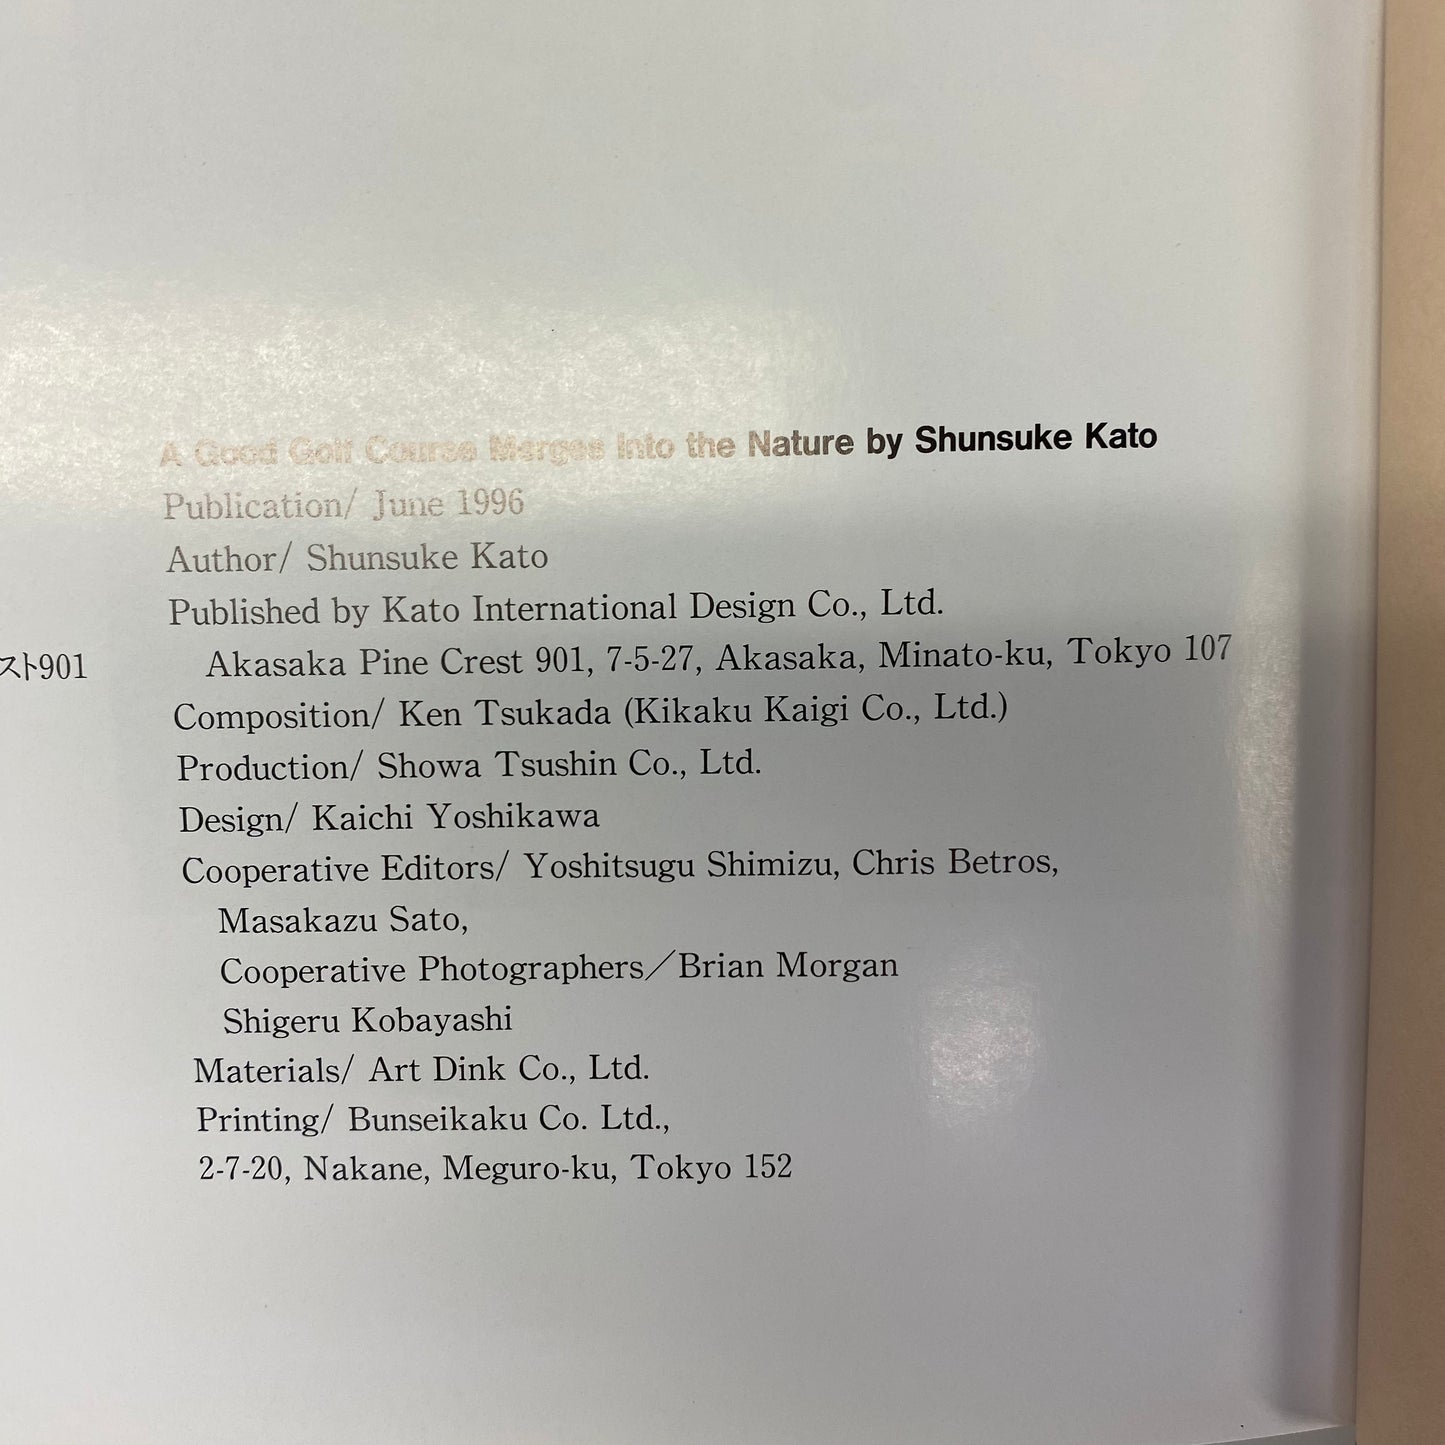 A Good Golf Course Merges Into the Nature by Shunsuke Kato
Publication/ June 1996
Author/ Shunsuke Kato
Published by Kato International Design Co., Ltd.
スト901
Akasaka Pine Crest 901, 7-5-27, Akasaka, Minato-ku, Tokyo 107
Composition/ Ken Tsukada (Kikaku Kaigi Co., Ltd.)
Production/ Showa Tsushin Co., Ltd.
Design/ Kaichi Yoshikawa
Cooperative Editors/ Yoshitsugu Shimizu, Chris Betros,
Masakazu Sato,
Cooperative Photographers／Brian Morgan
Shigeru Kobayashi
Materials/ Art Dink Co., Ltd.
Printing/ Bunseikaku Co. Ltd.,
2-7-20, Nakane, Meguro-ku, Tokyo 152